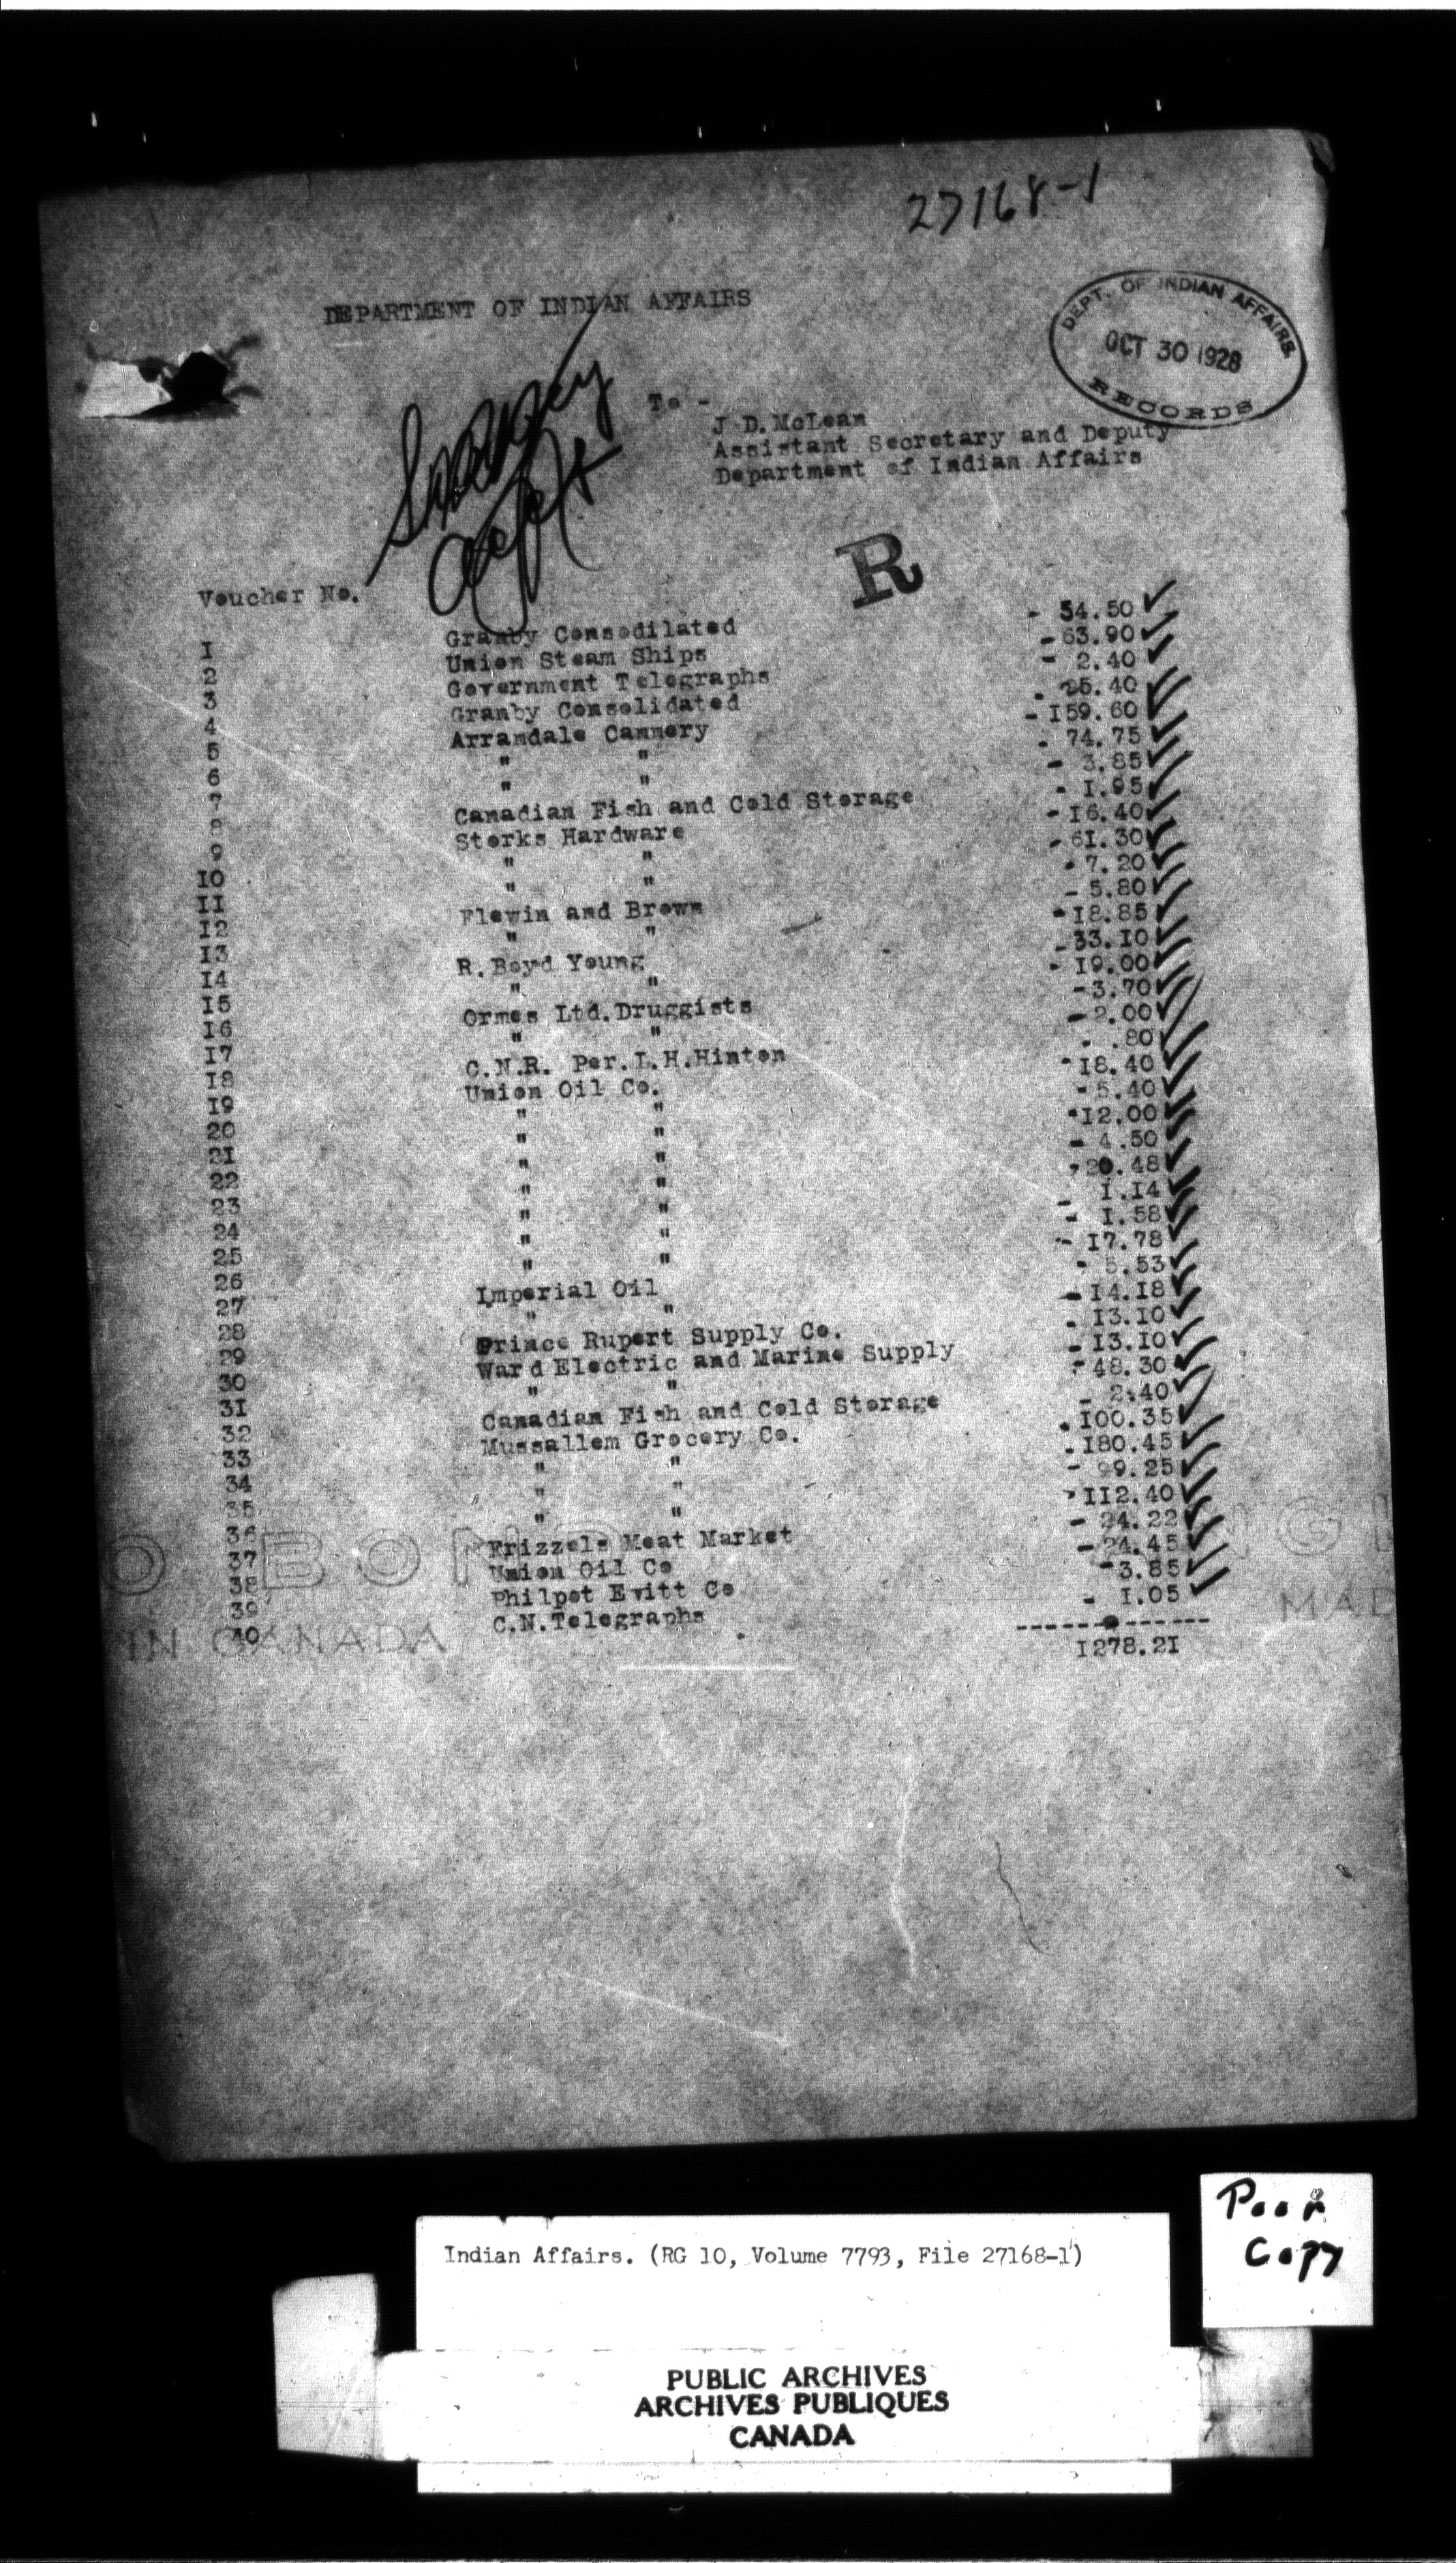 27168-1
DEPARTMENT OF INDIAN AFFAIRS
DEPT. OF INDIAN AFFAIRS
OCT 30 1928
RECORDS
To -
J D. McLean
Assistant Secretary and Deputy
Department of Indian Affairs
R
Voucher No.
1 Granby Consodilated - 54.50
2 Union Steam Ships - 63.90
3 Government Telegraphs - 2.40
4 Granby Consolidated - 25.40
5 Arrandale Cannery - 159.60
6 " " - 74.75
7 " " - 3.85
8 Canadian Fish and Cold Storage - 1.95
9 Storks Hardware - 16.40
10 " " - 61.30
11 " " - 7.20
12 Flewin and Brown - 5.80
13 " " - 18.85
14 R. Boyd Young - 33.10
15 " " - 19.00
16 Ormes Ltd. Druggists - 3.70
17 " " - 2.00
18 C.N.R. Per. L.H.Hinton - .80
19 Union Oil Co. - 18.40
20 " " - 5.40
21 " " - 12.00
22 " " - 4.50
23 " " - 20.48
24 " " - 1.14
25 " " - 1.58
26 " " - 17.78
27 Imperial Oil - 5.53
28 " " - 14.18
29 Prince Rupert Supply Co. - 13.10
30 Ward Electric and Marine Supply - 13.10
31 " " - 48.30
32 Canadian Fish and Cold Storage - 2.40
33 Mussallem Grocery Co. - 100.35
34 " " - 180.45
35 " " - 99.25
36 " " - 112.40
37 Frizzels Meat Market - 24.22
38 Union Oil Co - 24.45
39 Philpot Evitt Co - 3.85
40 C.N.Telegraphs - 1.05
1278.21
BON
IN CANADA
Poor
Copy
Indian Affairs. (RG 10, Volume 7793, File 27168-1)
PUBLIC ARCHIVES
ARCHIVES PUBLIQUES
CANADA